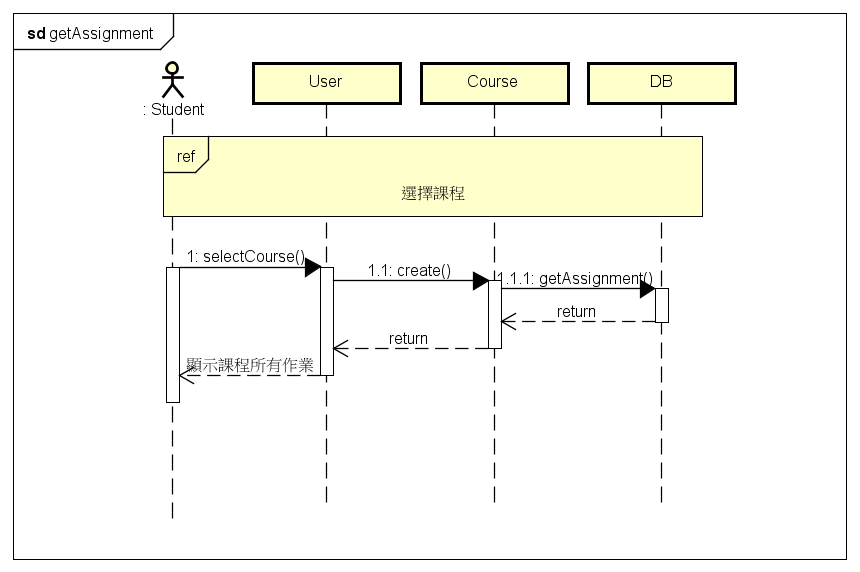 sd getAssignment
: Student
User
Course
DB
ref
選擇課程
1: selectCourse()
1.1: create()
1.1.1: getAssignment()
return
return
顯示課程所有作業